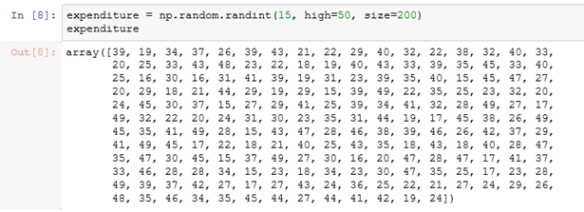 In [8]: expenditure = np.random.randint(15, high=50, size=200)
expenditure
Out[8]: array([39, 19, 34, 37, 26, 39, 43, 21, 22, 29, 40, 32, 22, 38, 32, 40, 33,
20, 25, 33, 43, 48, 23, 22, 18, 19, 40, 43, 33, 39, 35, 45, 33, 40,
25, 16, 30, 16, 31, 41, 39, 19, 31, 23, 39, 35, 40, 15, 45, 47, 27,
20, 29, 18, 21, 44, 29, 19, 29, 15, 39, 49, 22, 35, 25, 23, 32, 20,
24, 45, 30, 37, 15, 27, 29, 41, 25, 39, 34, 41, 32, 28, 49, 27, 17,
49, 32, 22, 20, 24, 31, 30, 23, 35, 31, 44, 19, 17, 45, 38, 26, 49,
45, 35, 41, 49, 28, 15, 43, 47, 28, 46, 38, 39, 46, 26, 42, 37, 29,
41, 49, 45, 17, 22, 18, 21, 40, 25, 43, 35, 18, 43, 18, 40, 28, 47,
35, 47, 30, 45, 15, 37, 49, 27, 30, 16, 20, 47, 28, 47, 17, 41, 37,
33, 46, 28, 28, 34, 15, 23, 18, 34, 23, 30, 47, 35, 25, 17, 23, 28,
49, 39, 37, 42, 27, 17, 27, 43, 24, 36, 25, 22, 21, 27, 24, 29, 26,
48, 35, 46, 34, 35, 45, 44, 27, 44, 41, 42, 19, 24])